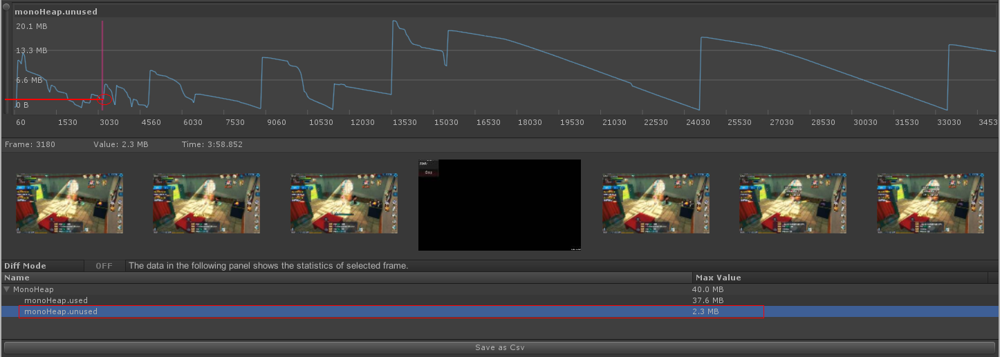 monoHeap.unused
20.1 MB
13.3 MB
6.6 MB
0 B
60 1530 3030 4560 6030 7530 9060 10530 12030 13530 15030 16530 18030 19530 21030 22530 24030 25530 27030 28530 30030 31530 33030 3453
Frame: 3180 Value: 2.3 MB Time: 3:58.852
Diff Mode OFF The data in the following panel shows the statistics of selected frame.
Name Max Value
MonoHeap 40.0 MB
monoHeap.used 37.6 MB
monoHeap.unused 2.3 MB
Save as Csv